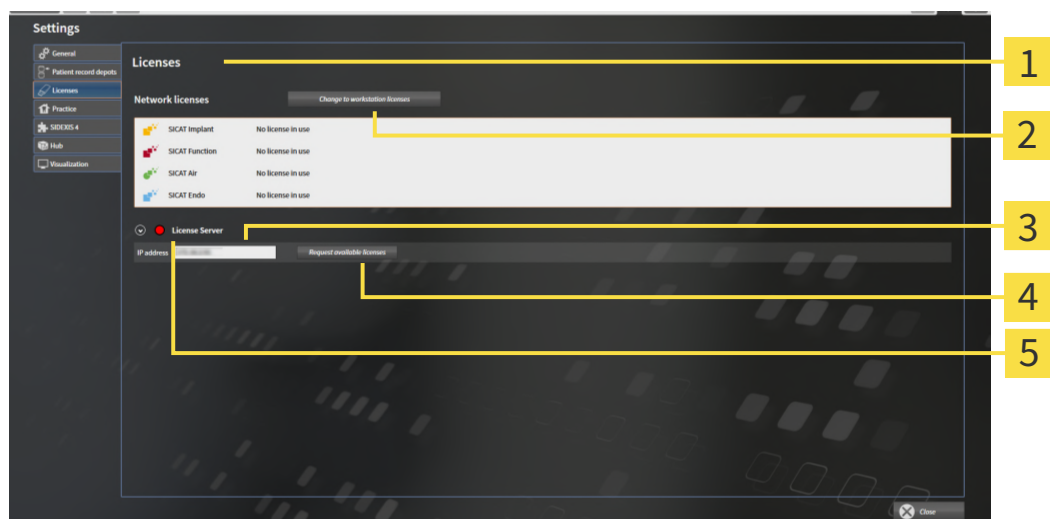 Settings
General
Patient record depots
Licenses
Practice
SIDEXIS 4
Hub
Visualization
Licenses
Network licenses
Change to workstation licenses
SICAT Implant No license in use
SICAT Function No license in use
SICAT Air No license in use
SICAT Endo No license in use
License Server
IP address
Request available licenses
Close
1
2
3
4
5